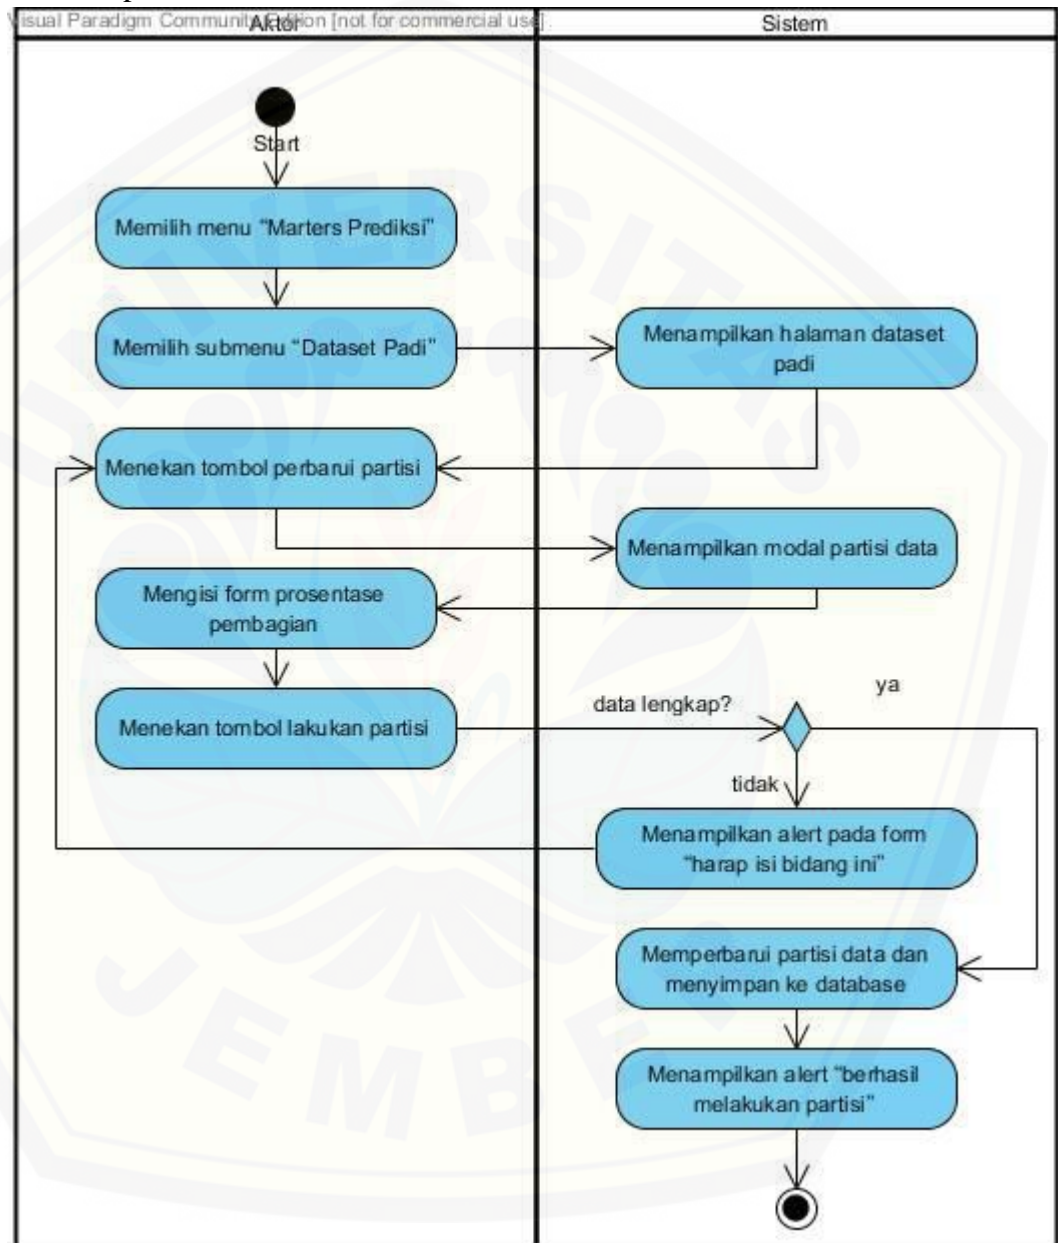 Visual Paradigm Community Edition [not for commercial use]
Aktor
Sistem
Start
Memilih menu “Marters Prediksi”
Memilih submenu “Dataset Padi”
Menampilkan halaman dataset
padi
Menekan tombol perbarui partisi
Menampilkan modal partisi data
Mengisi form prosentase
pembagian
Menekan tombol lakukan partisi
data lengkap?
ya
tidak
Menampilkan alert pada form
“harap isi bidang ini”
Memperbarui partisi data dan
menyimpan ke database
Menampilkan alert “berhasil
melakukan partisi”
UNIVERSITAS
JEMBER